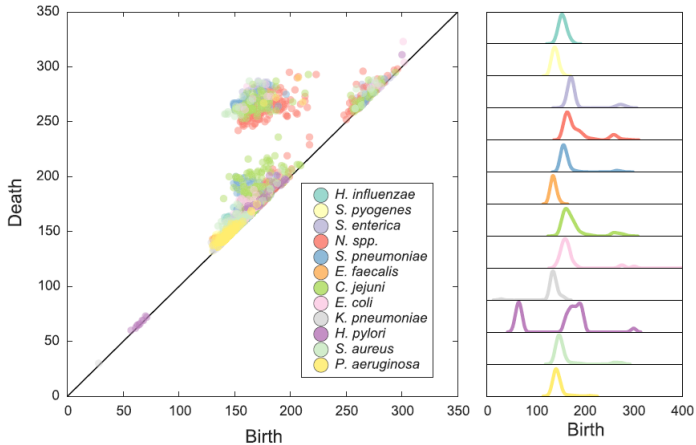 350
300
250
200
150
100
50
0
Death
0 50 100 150 200 250 300 350
Birth
H. influenzae
S. pyogenes
S. enterica
N. spp.
S. pneumoniae
E. faecalis
C. jejuni
E. coli
K. pneumoniae
H. pylori
S. aureus
P. aeruginosa
0 100 200 300 400
Birth